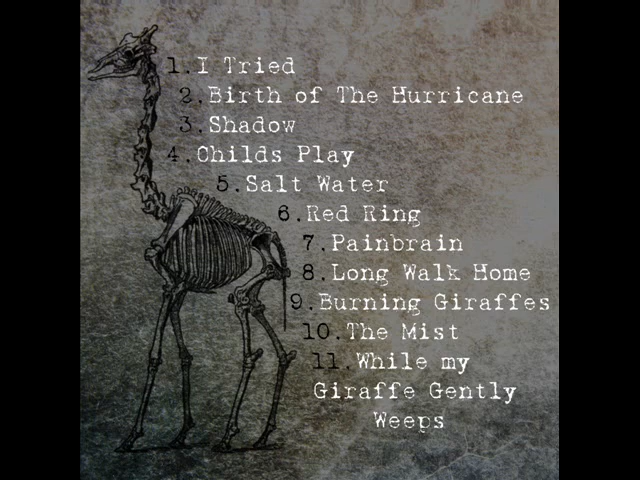 1.I Tried
2.Birth of The Hurricane
3.Shadow
4.Childs Play
5.Salt Water
6.Red Ring
7.Painbrain
8.Long Walk Home
9.Burning Giraffes
10.The Mist
11.While my
Giraffe Gently
Weeps